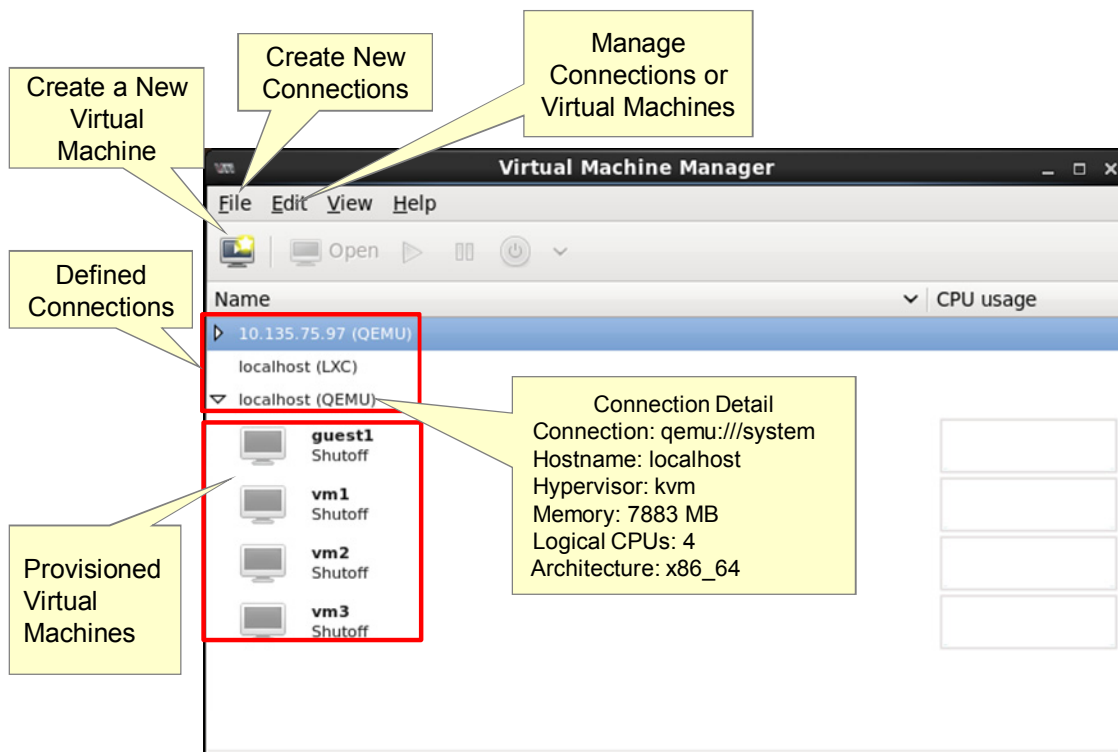 Create New
Connections
Manage
Connections or
Virtual Machines
Create a New
Virtual
Machine
Virtual Machine Manager
File Edit View Help
Open
Defined
Connections
Name
CPU usage
10.135.75.97 (QEMU)
localhost (LXC)
localhost (QEMU)
Connection Detail
Connection: qemu:///system
Hostname: localhost
Hypervisor: kvm
Memory: 7883 MB
Logical CPUs: 4
Architecture: x86_64
guest1
Shutoff
vm1
Shutoff
vm2
Shutoff
vm3
Shutoff
Provisioned
Virtual
Machines